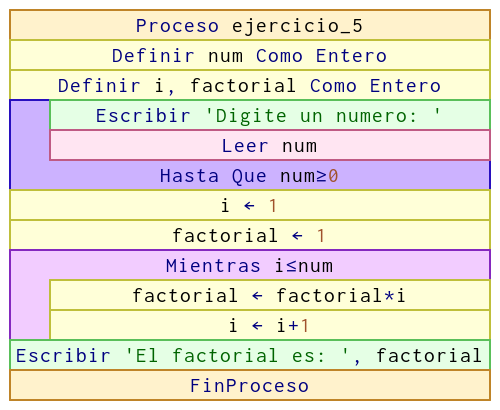 Proceso ejercicio_5
Definir num Como Entero
Definir i, factorial Como Entero
Escribir 'Digite un numero: '
Leer num
Hasta Que num≥0
i ← 1
factorial ← 1
Mientras i≤num
factorial ← factorial*i
i ← i+1
Escribir 'El factorial es: ', factorial
FinProceso